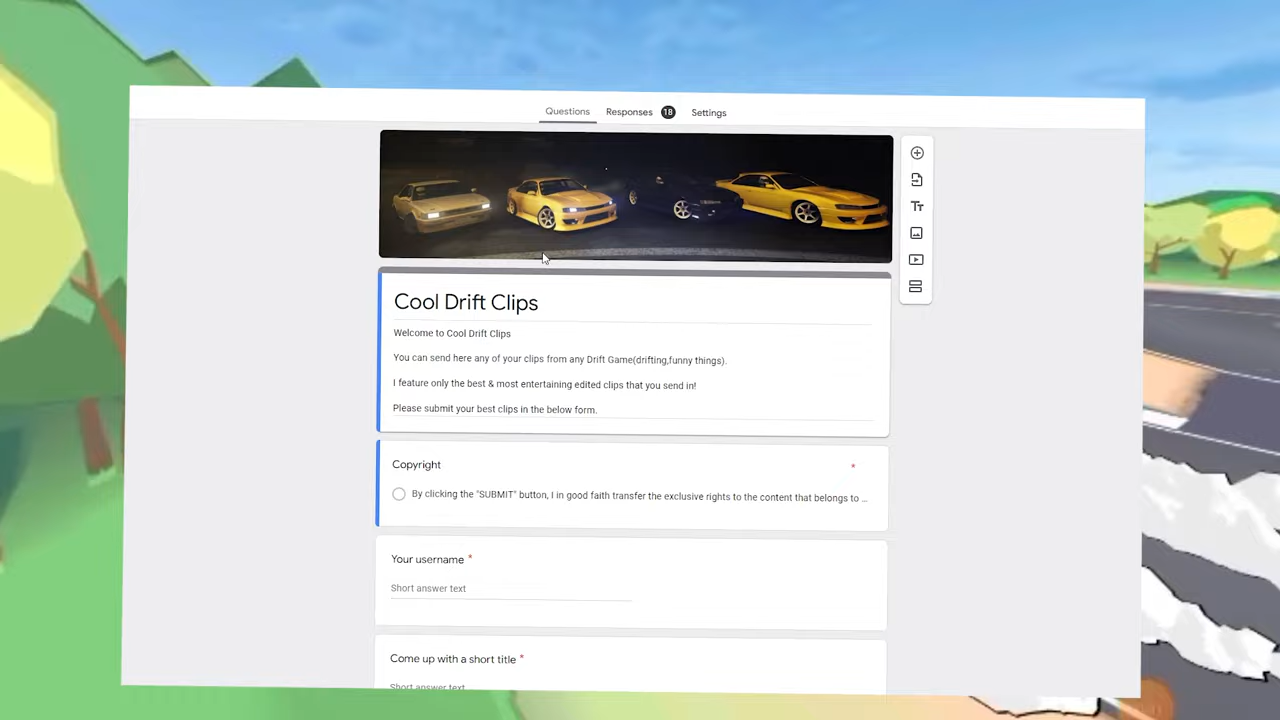 Questions Responses 18 Settings
Cool Drift Clips
Welcome to Cool Drift Clips
You can send here any of your clips from any Drift Game(drifting,funny things).
I feature only the best & most entertaining edited clips that you send in!
Please submit your best clips in the below form.
Copyright *
By clicking the "SUBMIT" button, I in good faith transfer the exclusive rights to the content that belongs to ...
Your username *
Short answer text
Come up with a short title *
Short answer text